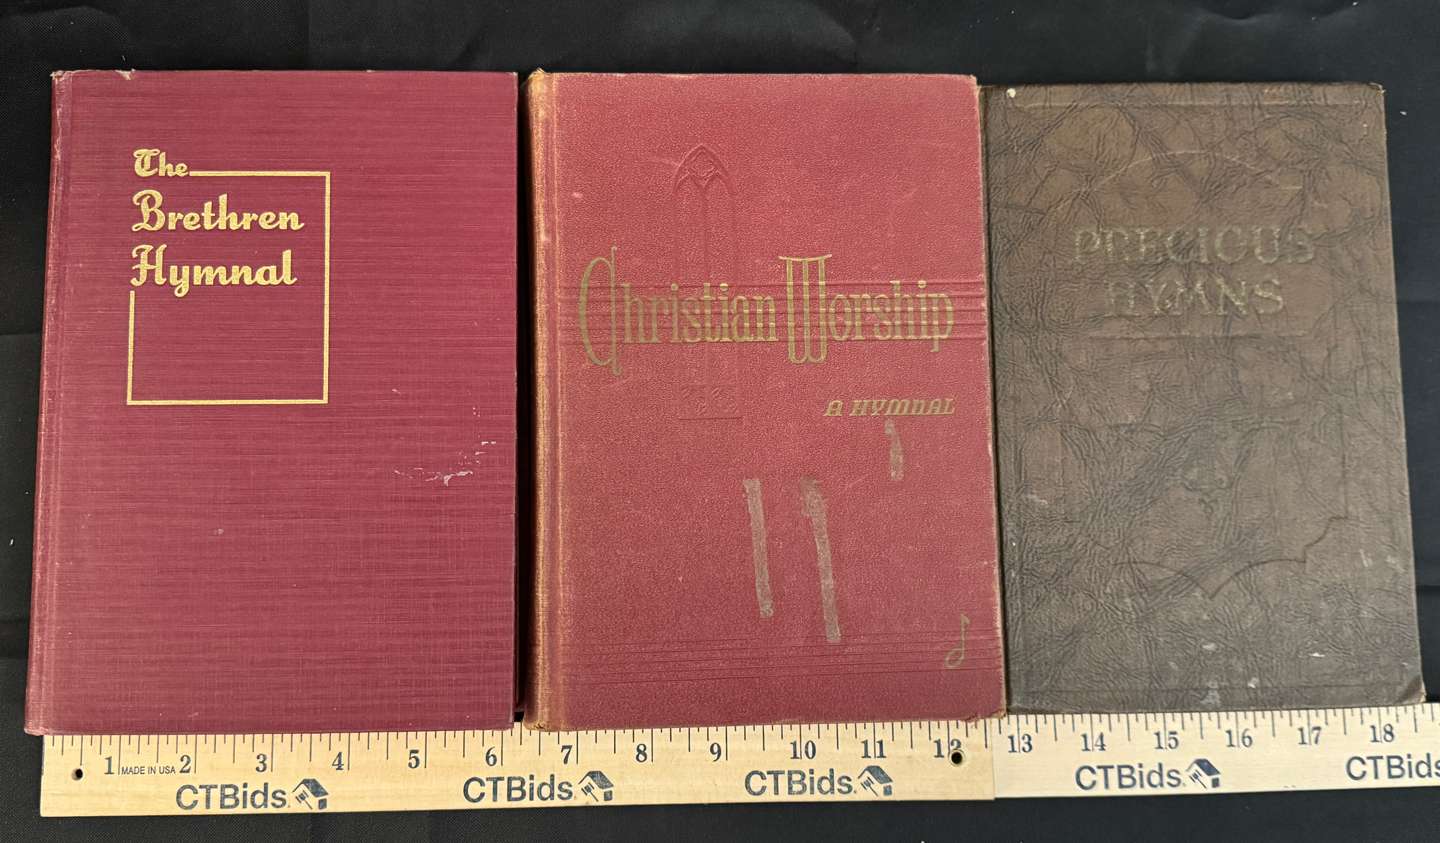 The
Brethren
Hymnal
Christian Worship
A HYMNAL
PRECIOUS
HYMNS
1 MADE IN USA 2 3 4 5 6 7 8 9 10 11 12 13 14 15 16 17 18
CTBids CTBids CTBids CTBids CTBids